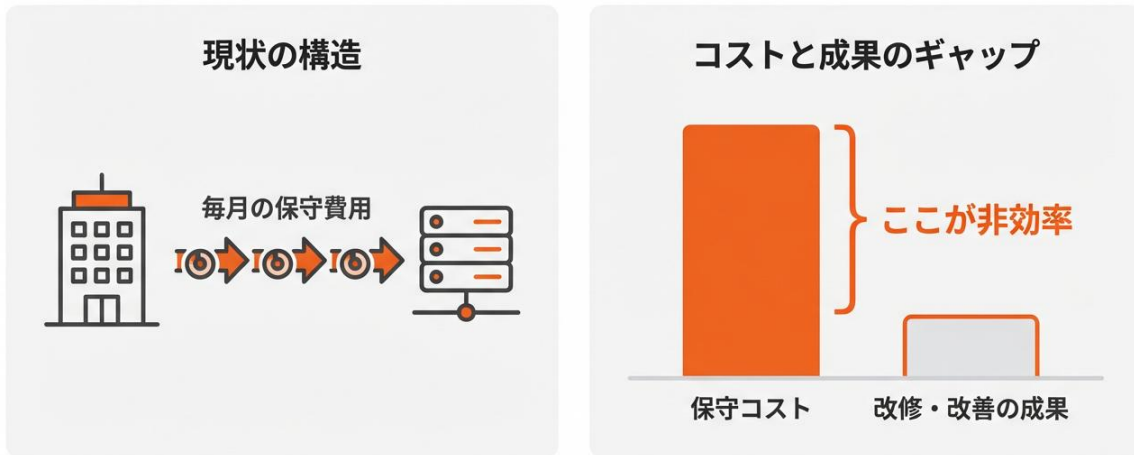 現状の構造
毎月の保守費用
コストと成果のギャップ
ここが非効率
保守コスト
改修・改善の成果